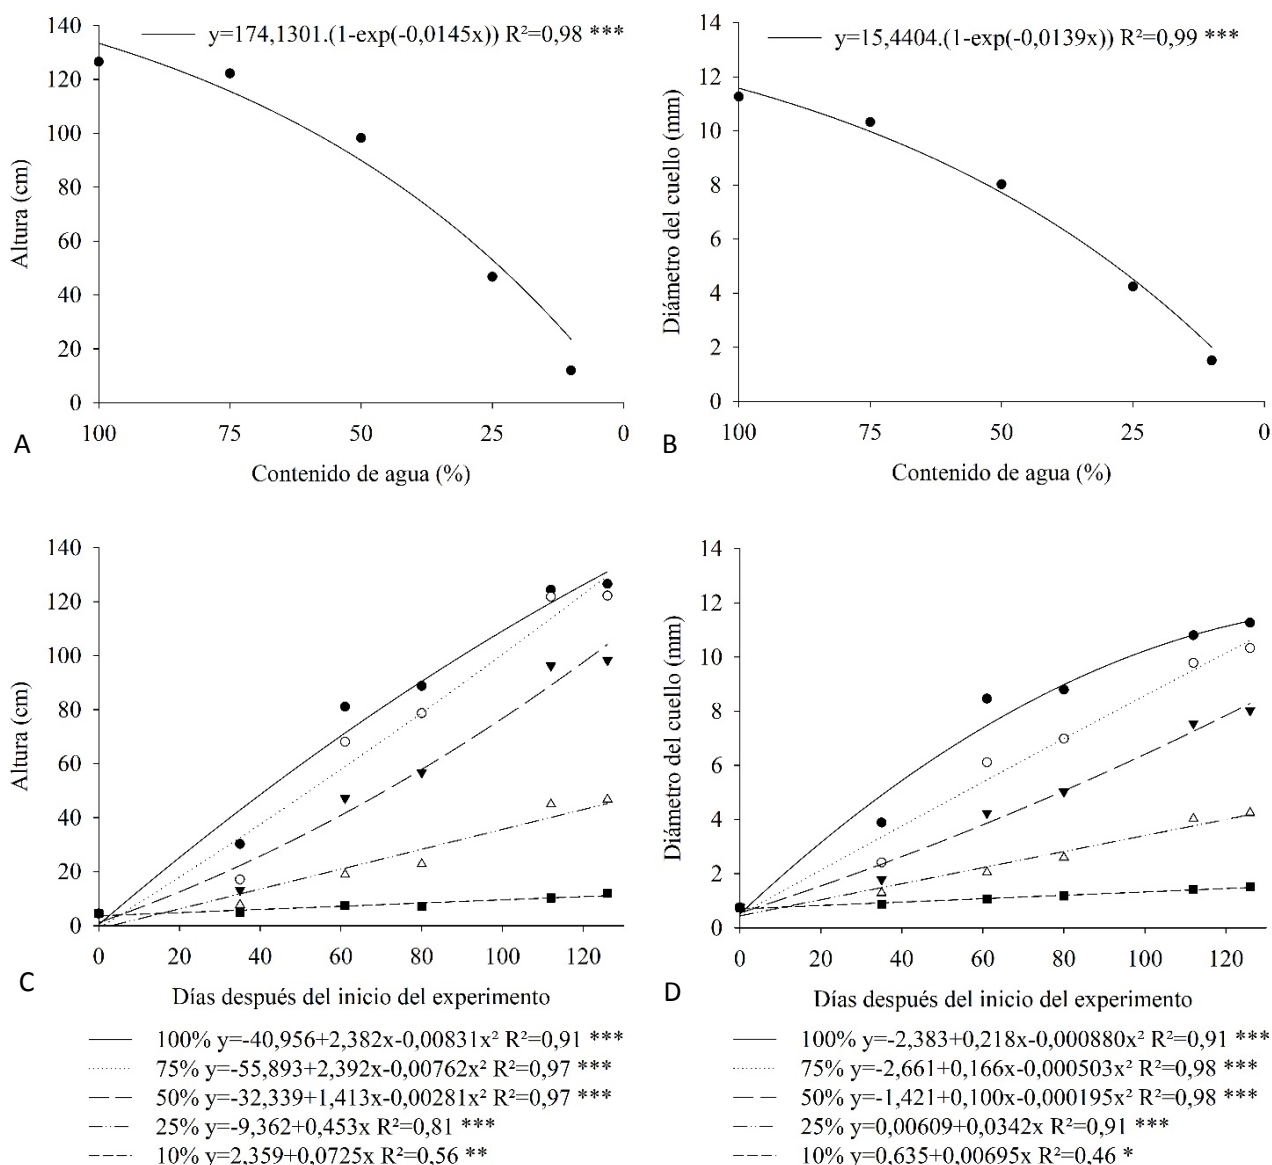 y=174,1301.(1-exp(-0,0145x)) R²=0,98 ***
140
120
100
80
60
40
20
0
Altura (cm)
100 75 50 25 0
Contenido de agua (%)
A
y=15,4404.(1-exp(-0,0139x)) R²=0,99 ***
14
12
10
8
6
4
2
0
Diámetro del cuello (mm)
100 75 50 25 0
Contenido de agua (%)
B
140
120
100
80
60
40
20
0
Altura (cm)
0 20 40 60 80 100 120
Días después del inicio del experimento
C
100% y=-40,956+2,382x-0,00831x² R²=0,91 ***
75% y=-55,893+2,392x-0,00762x² R²=0,97 ***
50% y=-32,339+1,413x-0,00281x² R²=0,97 ***
25% y=-9,362+0,453x R²=0,81 ***
10% y=2,359+0,0725x R²=0,56 **
14
12
10
8
6
4
2
0
Diámetro del cuello (mm)
0 20 40 60 80 100 120
Días después del inicio del experimento
D
100% y=-2,383+0,218x-0,000880x² R²=0,91 ***
75% y=-2,661+0,166x-0,000503x² R²=0,98 ***
50% y=-1,421+0,100x-0,000195x² R²=0,98 ***
25% y=0,00609+0,0342x R²=0,91 ***
10% y=0,635+0,00695x R²=0,46 *